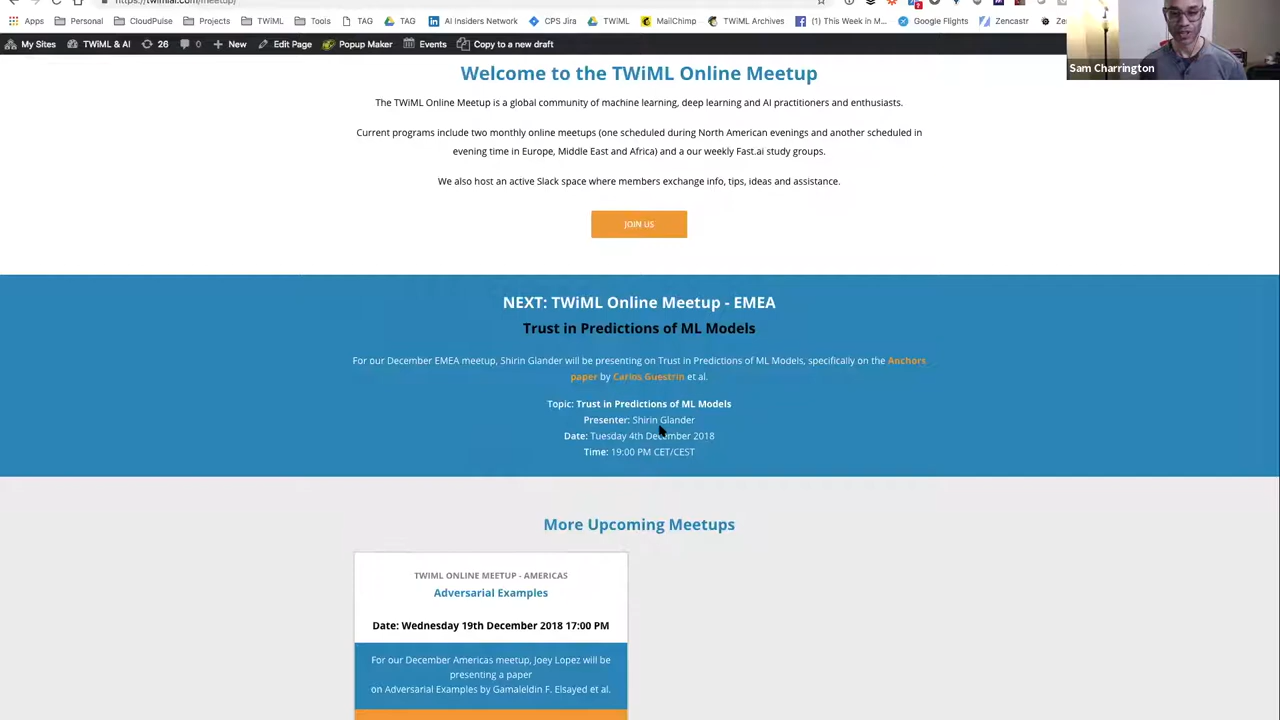 https://twimlai.com/meetup/
Apps Personal CloudPulse Projects TWiML Tools TAG TAG AI Insiders Network CPS Jira TWiML MailChimp TWiML Archives (1) This Week in M... Google Flights Zencastr
My Sites TWiML & AI 26 0 New Edit Page Popup Maker Events Copy to a new draft
Sam Charrington
Welcome to the TWiML Online Meetup
The TWiML Online Meetup is a global community of machine learning, deep learning and AI practitioners and enthusiasts.
Current programs include two monthly online meetups (one scheduled during North American evenings and another scheduled in
evening time in Europe, Middle East and Africa) and a our weekly Fast.ai study groups.
We also host an active Slack space where members exchange info, tips, ideas and assistance.
JOIN US
NEXT: TWiML Online Meetup - EMEA
Trust in Predictions of ML Models
For our December EMEA meetup, Shirin Glander will be presenting on Trust in Predictions of ML Models, specifically on the Anchors
paper by Carlos Guestrin et al.
Topic: Trust in Predictions of ML Models
Presenter: Shirin Glander
Date: Tuesday 4th December 2018
Time: 19:00 PM CET/CEST
More Upcoming Meetups
TWIML ONLINE MEETUP - AMERICAS
Adversarial Examples
Date: Wednesday 19th December 2018 17:00 PM
For our December Americas meetup, Joey Lopez will be
presenting a paper
on Adversarial Examples by Gamaleldin F. Elsayed et al.